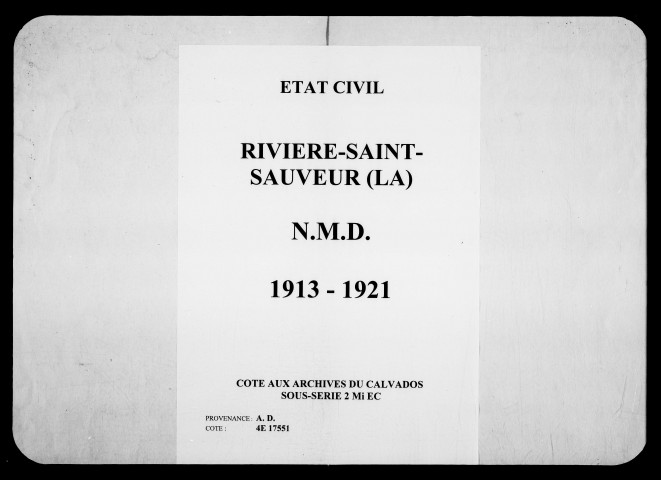 ETAT CIVIL
RIVIERE-SAINT-
SAUVEUR (LA)
N.M.D.
1913 - 1921
COTE AUX ARCHIVES DU CALVADOS
SOUS-SERIE 2 Mi EC
PROVENANCE : A. D.
COTE : 4E 17551